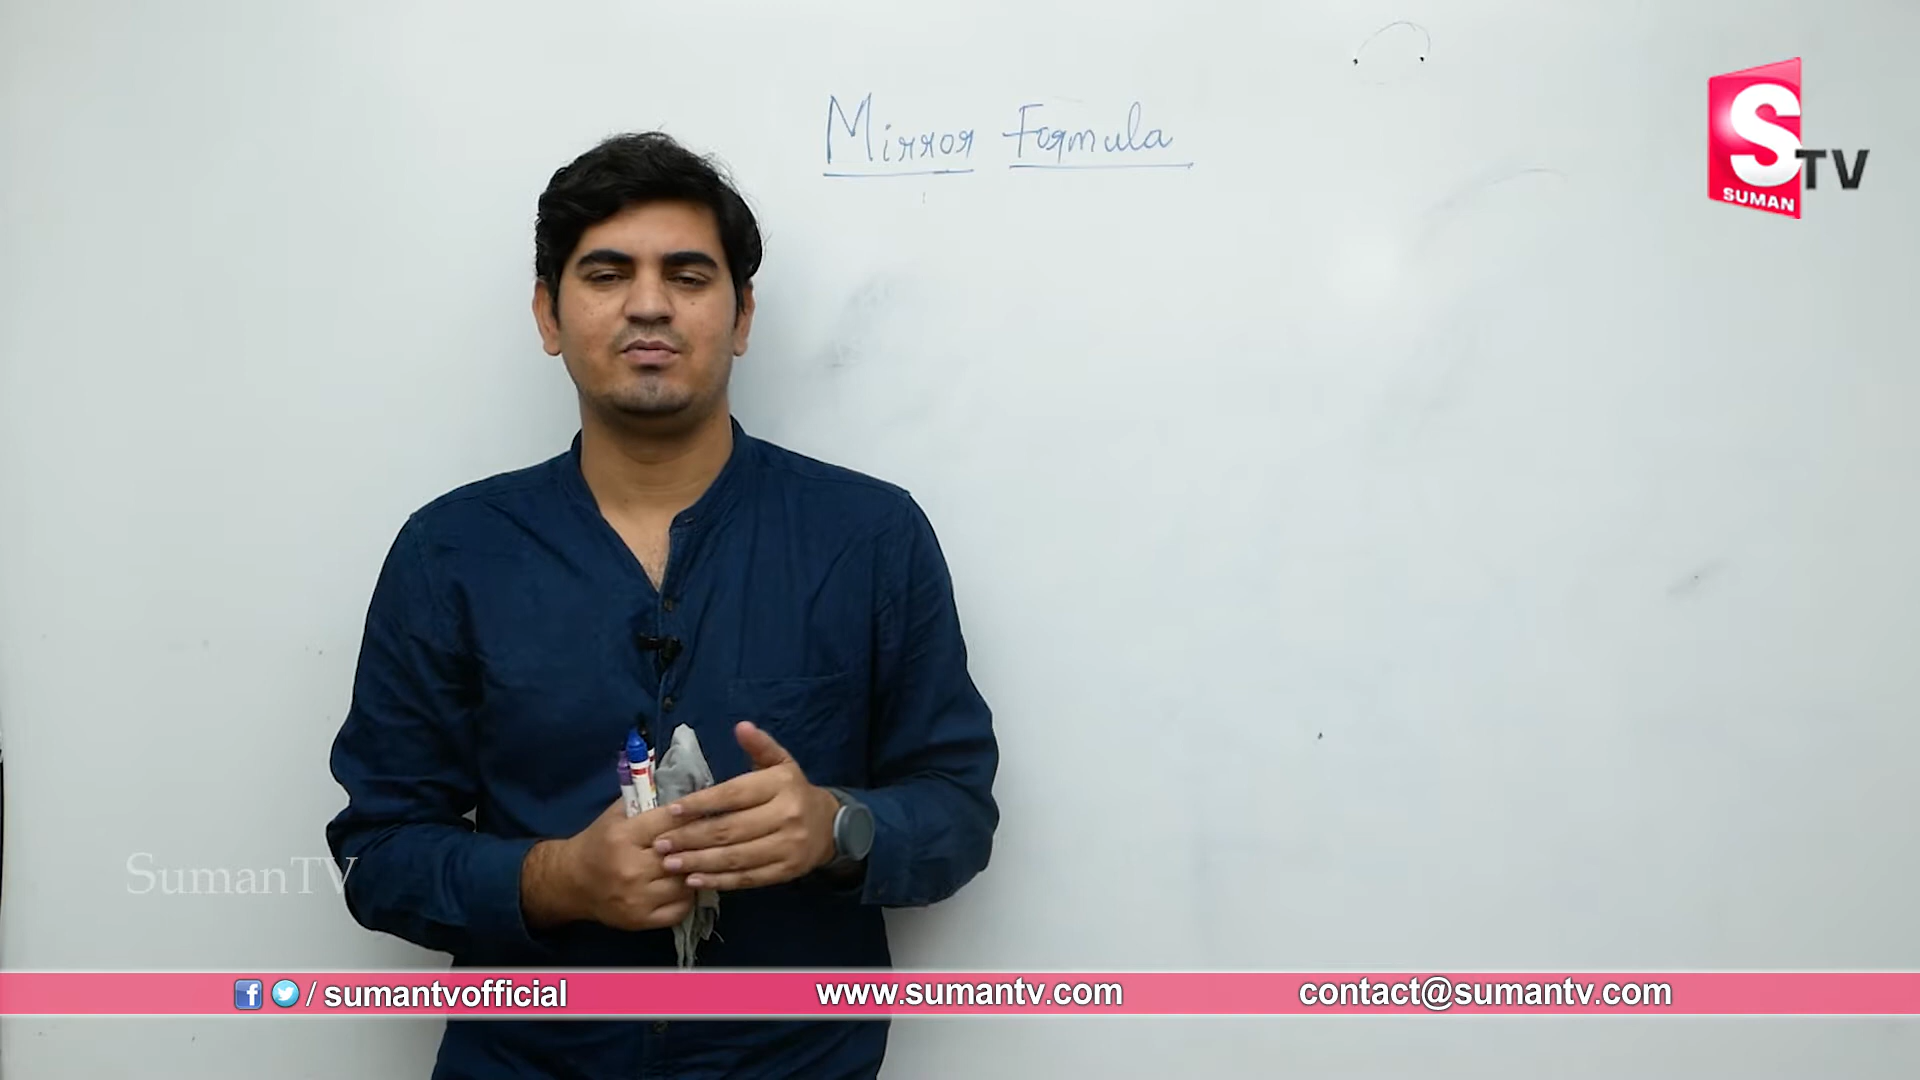 Mirror Formula
S TV
SUMAN
SumanTV
f / sumantvofficial
www.sumantv.com
contact@sumantv.com